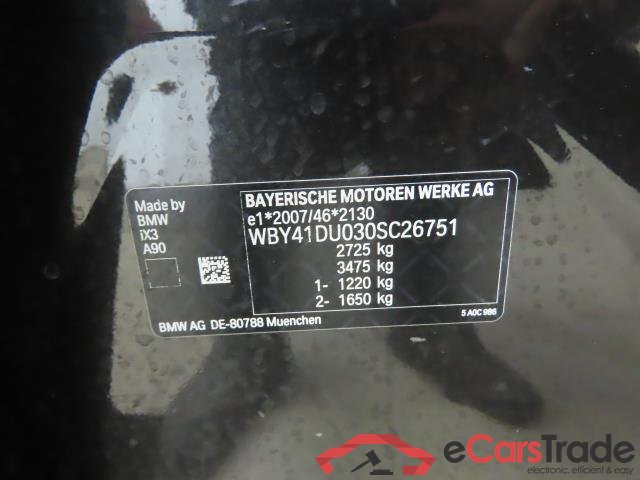 Made by
BMW
iX3
A90
BAYERISCHE MOTOREN WERKE AG
e1*2007/46*2130
WBY41DU030SC26751
2725 kg
3475 kg
1- 1220 kg
2- 1650 kg
BMW AG DE-80788 Muenchen
5 A0C 986
eCarsTrade
electronic, efficient & easy